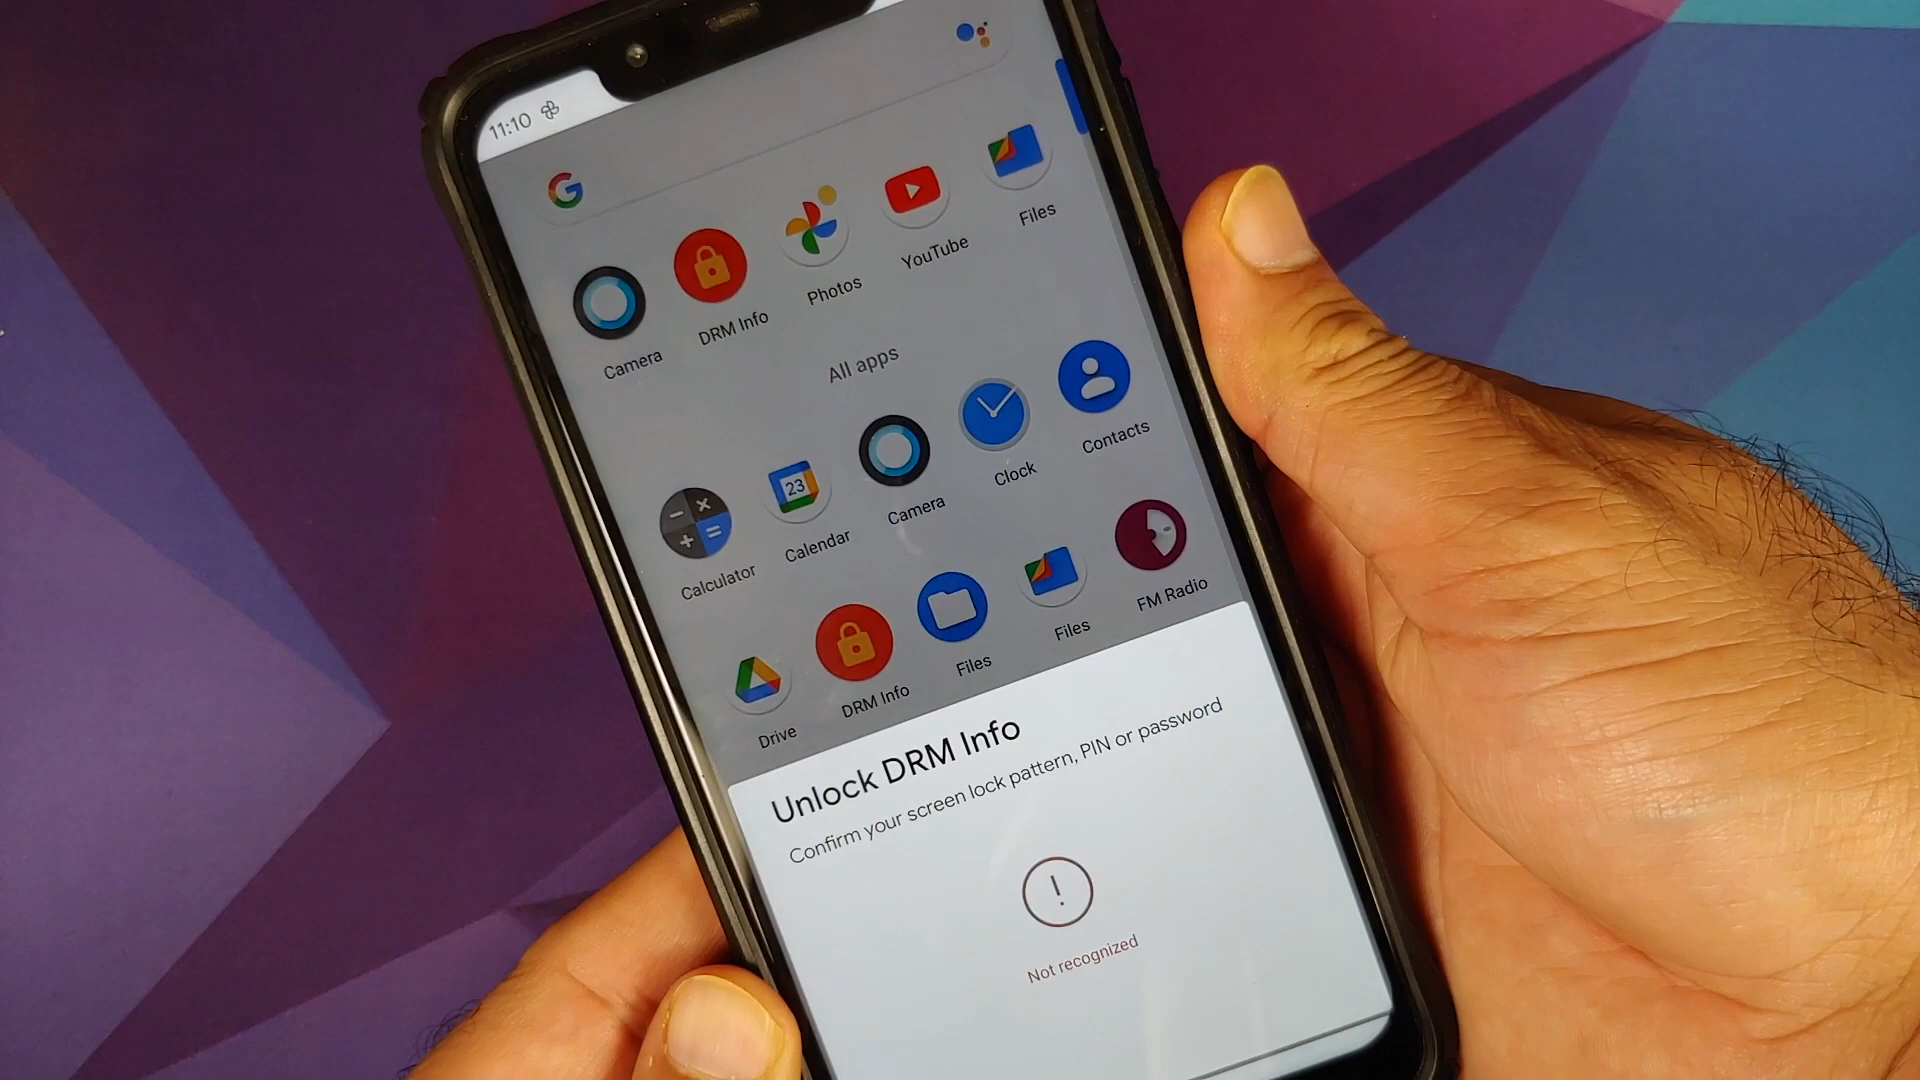 11:10
G
Camera
DRM Info
Photos
YouTube
Files
All apps
Calculator
23
Calendar
Camera
Clock
Contacts
Drive
DRM Info
Files
Files
FM Radio
Unlock DRM Info
Confirm your screen lock pattern, PIN or password
!
Not recognized